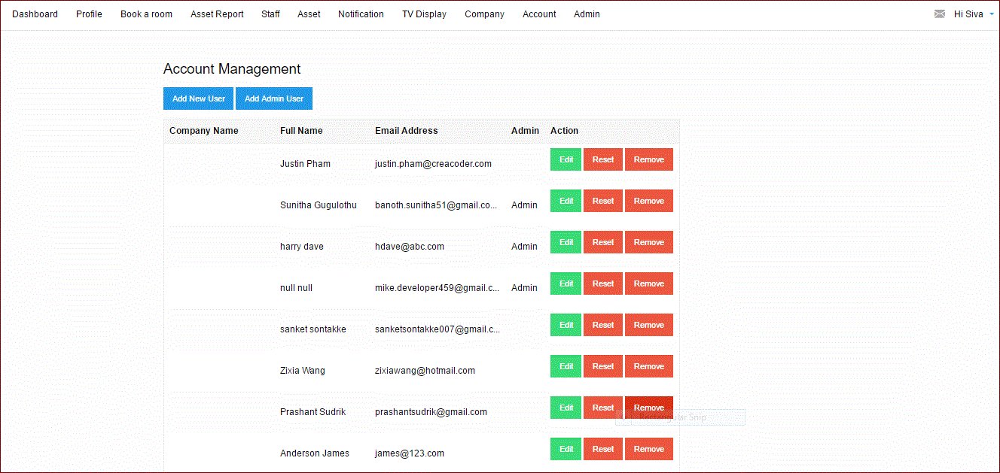 Dashboard Profile Book a room Asset Report Staff Asset Notification TV Display Company Account Admin Hi Siva
Account Management
Add New User Add Admin User
Company Name Full Name Email Address Admin Action
Justin Pham justin.pham@creacoder.com Edit Reset Remove
Sunitha Gugulothu banoth.sunitha51@gmail.co... Admin Edit Reset Remove
harry dave hdave@abc.com Admin Edit Reset Remove
null null mike.developer459@gmail.c... Admin Edit Reset Remove
sanket sontakke sanketsontakke007@gmail.c... Edit Reset Remove
Zixia Wang zixiawang@hotmail.com Edit Reset Remove
Prashant Sudrik prashantsudrik@gmail.com Edit Reset Remove
Rectangular Snip
Anderson James james@123.com Edit Reset Remove